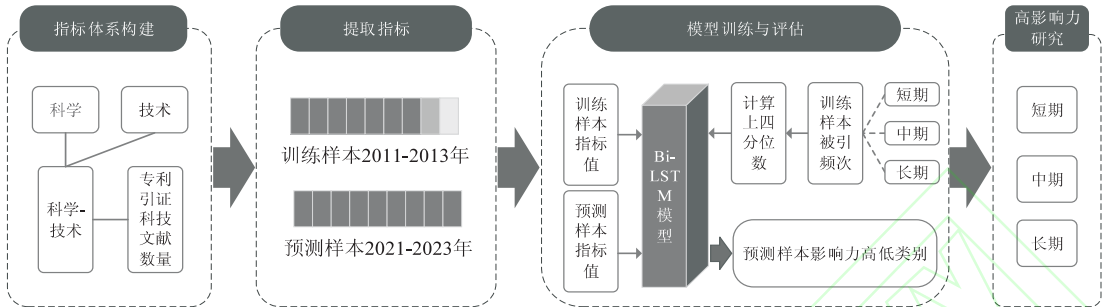 指标体系构建
科学
技术
科学-
技术
专利
引证
科技
文献
数量
提取指标
训练样本2011-2013年
预测样本2021-2023年
模型训练与评估
训练
样本
指标
值
预测
样本
指标
值
Bi-
LST
M
模型
计算
上四
分位
数
训练
样本
被引
频次
短期
中期
长期
预测样本影响力高低类别
高影响力
研究
短期
中期
长期